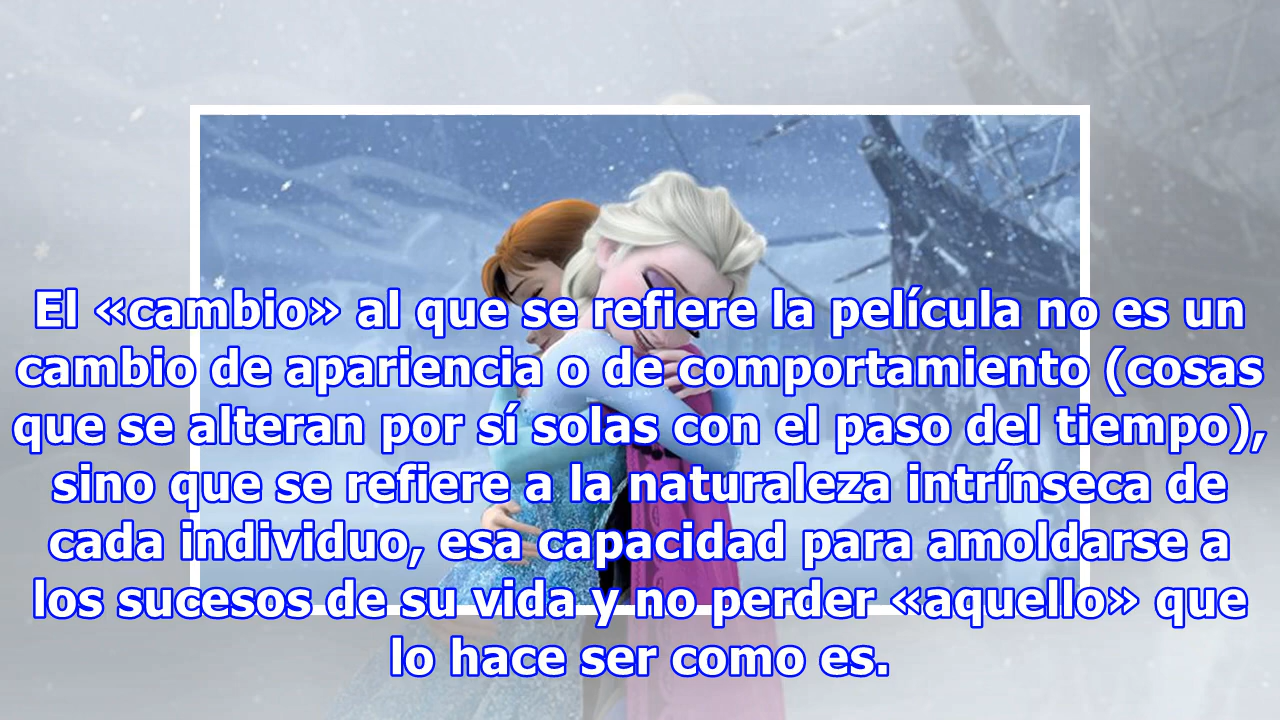 El «cambio» al que se refiere la película no es un
cambio de apariencia o de comportamiento (cosas
que se alteran por sí solas con el paso del tiempo),
sino que se refiere a la naturaleza intrínseca de
cada individuo, esa capacidad para amoldarse a
los sucesos de su vida y no perder «aquello» que
lo hace ser como es.